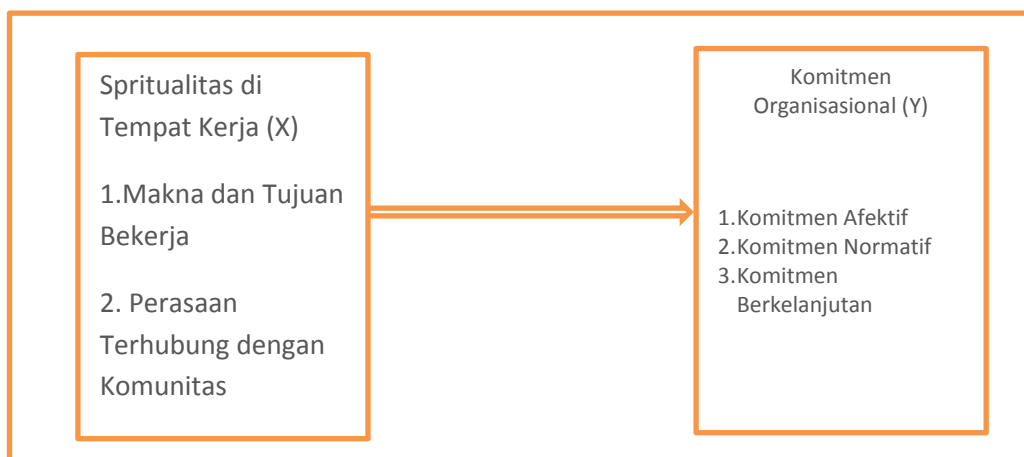 Spritualitas di
Tempat Kerja (X)
1.Makna dan Tujuan
Bekerja
2. Perasaan
Terhubung dengan
Komunitas
Komitmen
Organisasional (Y)
1.Komitmen Afektif
2.Komitmen Normatif
3.Komitmen
Berkelanjutan